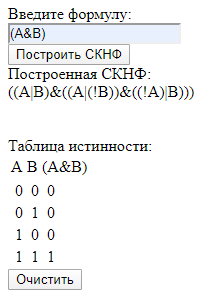 Введите формулу:
(A&B)
Построить СКНФ
Построенная СКНФ:
((A|B)&((A|(!B))&((!A)|B)))
Таблица истинности:
A B (A&B)
0 0 0
0 1 0
1 0 0
1 1 1
Очистить